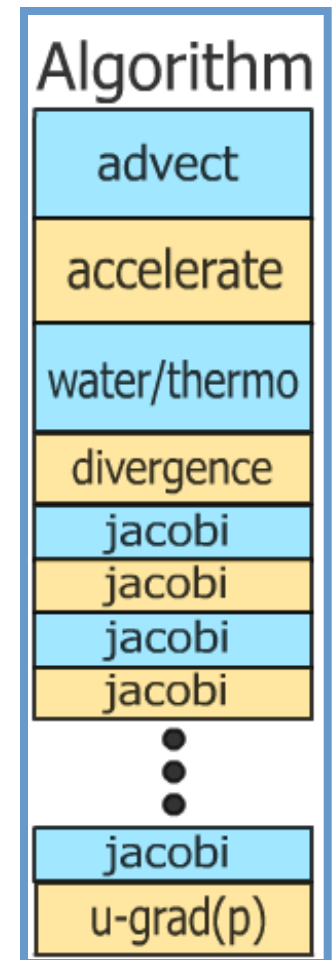 Algorithm
advect
accelerate
water/thermo
divergence
jacobi
jacobi
jacobi
jacobi
jacobi
u-grad(p)